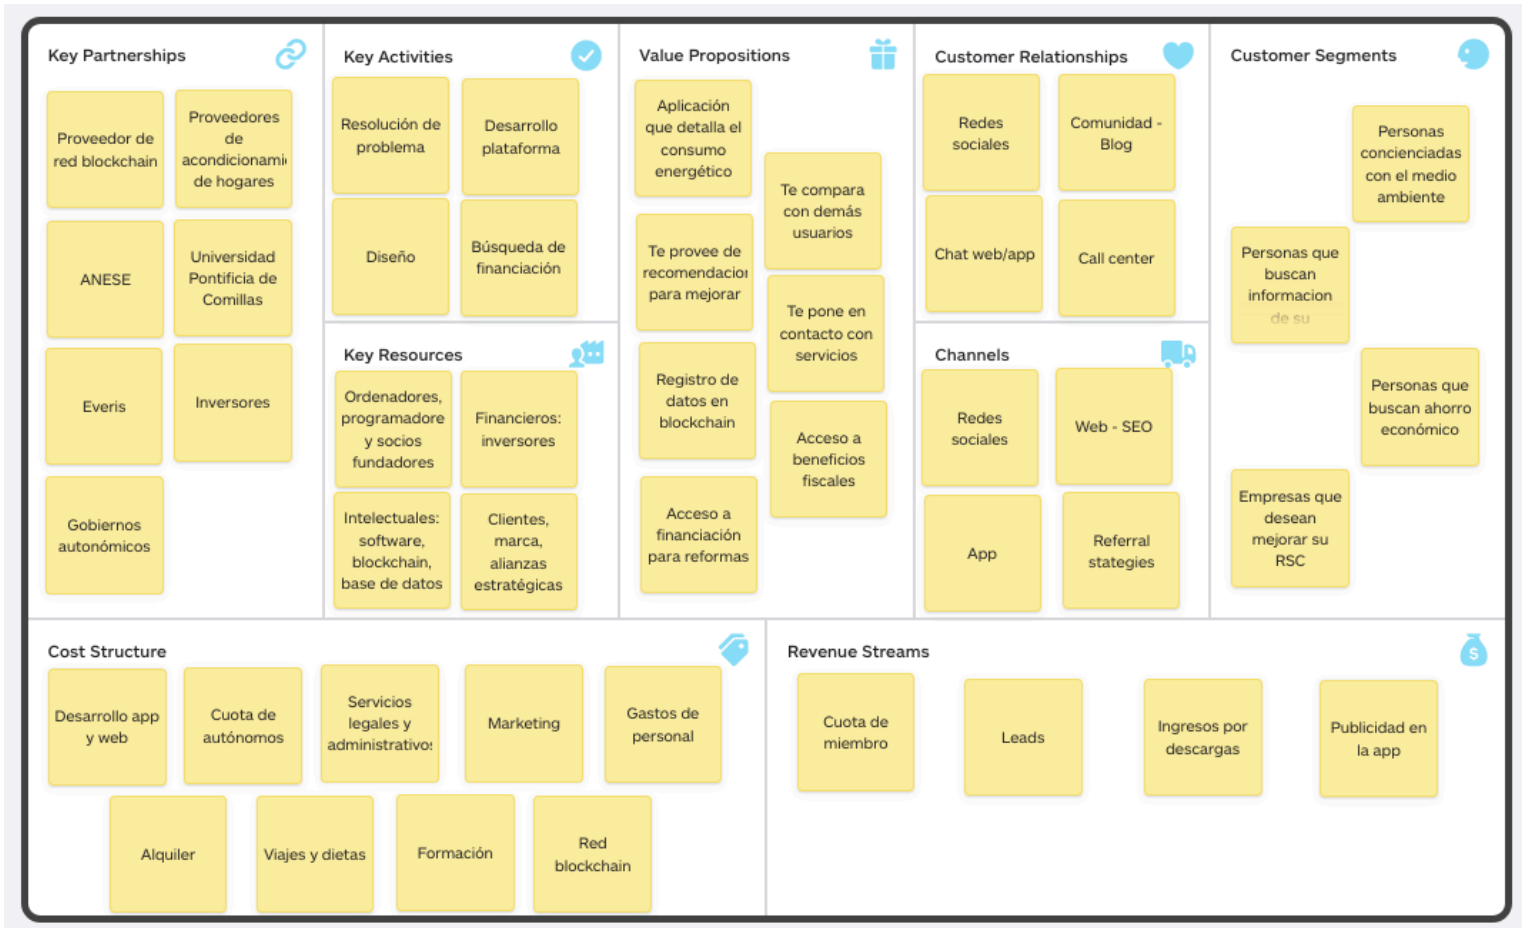 Key Partnerships
Proveedor de
red blockchain
Proveedores
de
acondicionami
de hogares
ANESE
Universidad
Pontificia de
Comillas
Everis
Inversores
Gobiernos
autonómicos
Key Activities
Resolución de
problema
Desarrollo
plataforma
Diseño
Búsqueda de
financiación
Key Resources
Ordenadores,
programadore
y socios
fundadores
Financieros:
inversores
Intelectuales:
software,
blockchain,
base de datos
Clientes,
marca,
alianzas
estratégicas
Value Propositions
Aplicación
que detalla el
consumo
energético
Te compara
con demás
usuarios
Te provee de
recomendacion
para mejorar
Te pone en
contacto con
servicios
Registro de
datos en
blockchain
Acceso a
beneficios
fiscales
Acceso a
financiación
para reformas
Customer Relationships
Redes
sociales
Comunidad -
Blog
Chat web/app
Call center
Channels
Redes
sociales
Web - SEO
App
Referral
stategies
Customer Segments
Personas
concienciadas
con el medio
ambiente
Personas que
buscan
informacion
de su
Personas que
buscan ahorro
económico
Empresas que
desean
mejorar su
RSC
Cost Structure
Desarrollo app
y web
Cuota de
autónomos
Servicios
legales y
administrativos
Marketing
Gastos de
personal
Alquiler
Viajes y dietas
Formación
Red
blockchain
Revenue Streams
Cuota de
miembro
Leads
Ingresos por
descargas
Publicidad en
la app
$